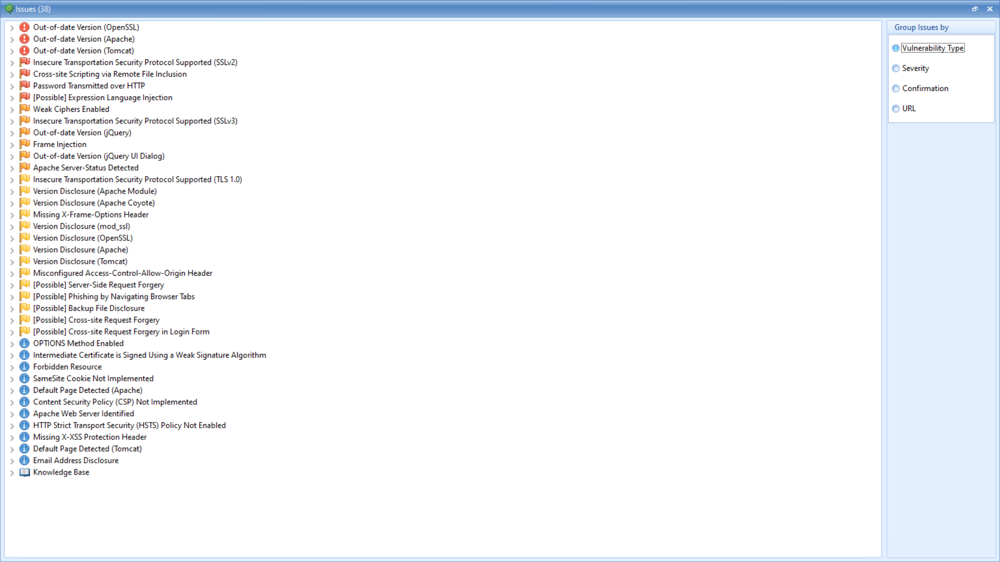 Issues (38)
Out-of-date Version (OpenSSL)
Out-of-date Version (Apache)
Out-of-date Version (Tomcat)
Insecure Transportation Security Protocol Supported (SSLv2)
Cross-site Scripting via Remote File Inclusion
Password Transmitted over HTTP
[Possible] Expression Language Injection
Weak Ciphers Enabled
Insecure Transportation Security Protocol Supported (SSLv3)
Out-of-date Version (jQuery)
Frame Injection
Out-of-date Version (jQuery UI Dialog)
Apache Server-Status Detected
Insecure Transportation Security Protocol Supported (TLS 1.0)
Version Disclosure (Apache Module)
Version Disclosure (Apache Coyote)
Missing X-Frame-Options Header
Version Disclosure (mod_ssl)
Version Disclosure (OpenSSL)
Version Disclosure (Apache)
Version Disclosure (Tomcat)
Misconfigured Access-Control-Allow-Origin Header
[Possible] Server-Side Request Forgery
[Possible] Phishing by Navigating Browser Tabs
[Possible] Backup File Disclosure
[Possible] Cross-site Request Forgery
[Possible] Cross-site Request Forgery in Login Form
OPTIONS Method Enabled
Intermediate Certificate is Signed Using a Weak Signature Algorithm
Forbidden Resource
SameSite Cookie Not Implemented
Default Page Detected (Apache)
Content Security Policy (CSP) Not Implemented
Apache Web Server Identified
HTTP Strict Transport Security (HSTS) Policy Not Enabled
Missing X-XSS Protection Header
Default Page Detected (Tomcat)
Email Address Disclosure
Knowledge Base
Group Issues by
Vulnerability Type
Severity
Confirmation
URL